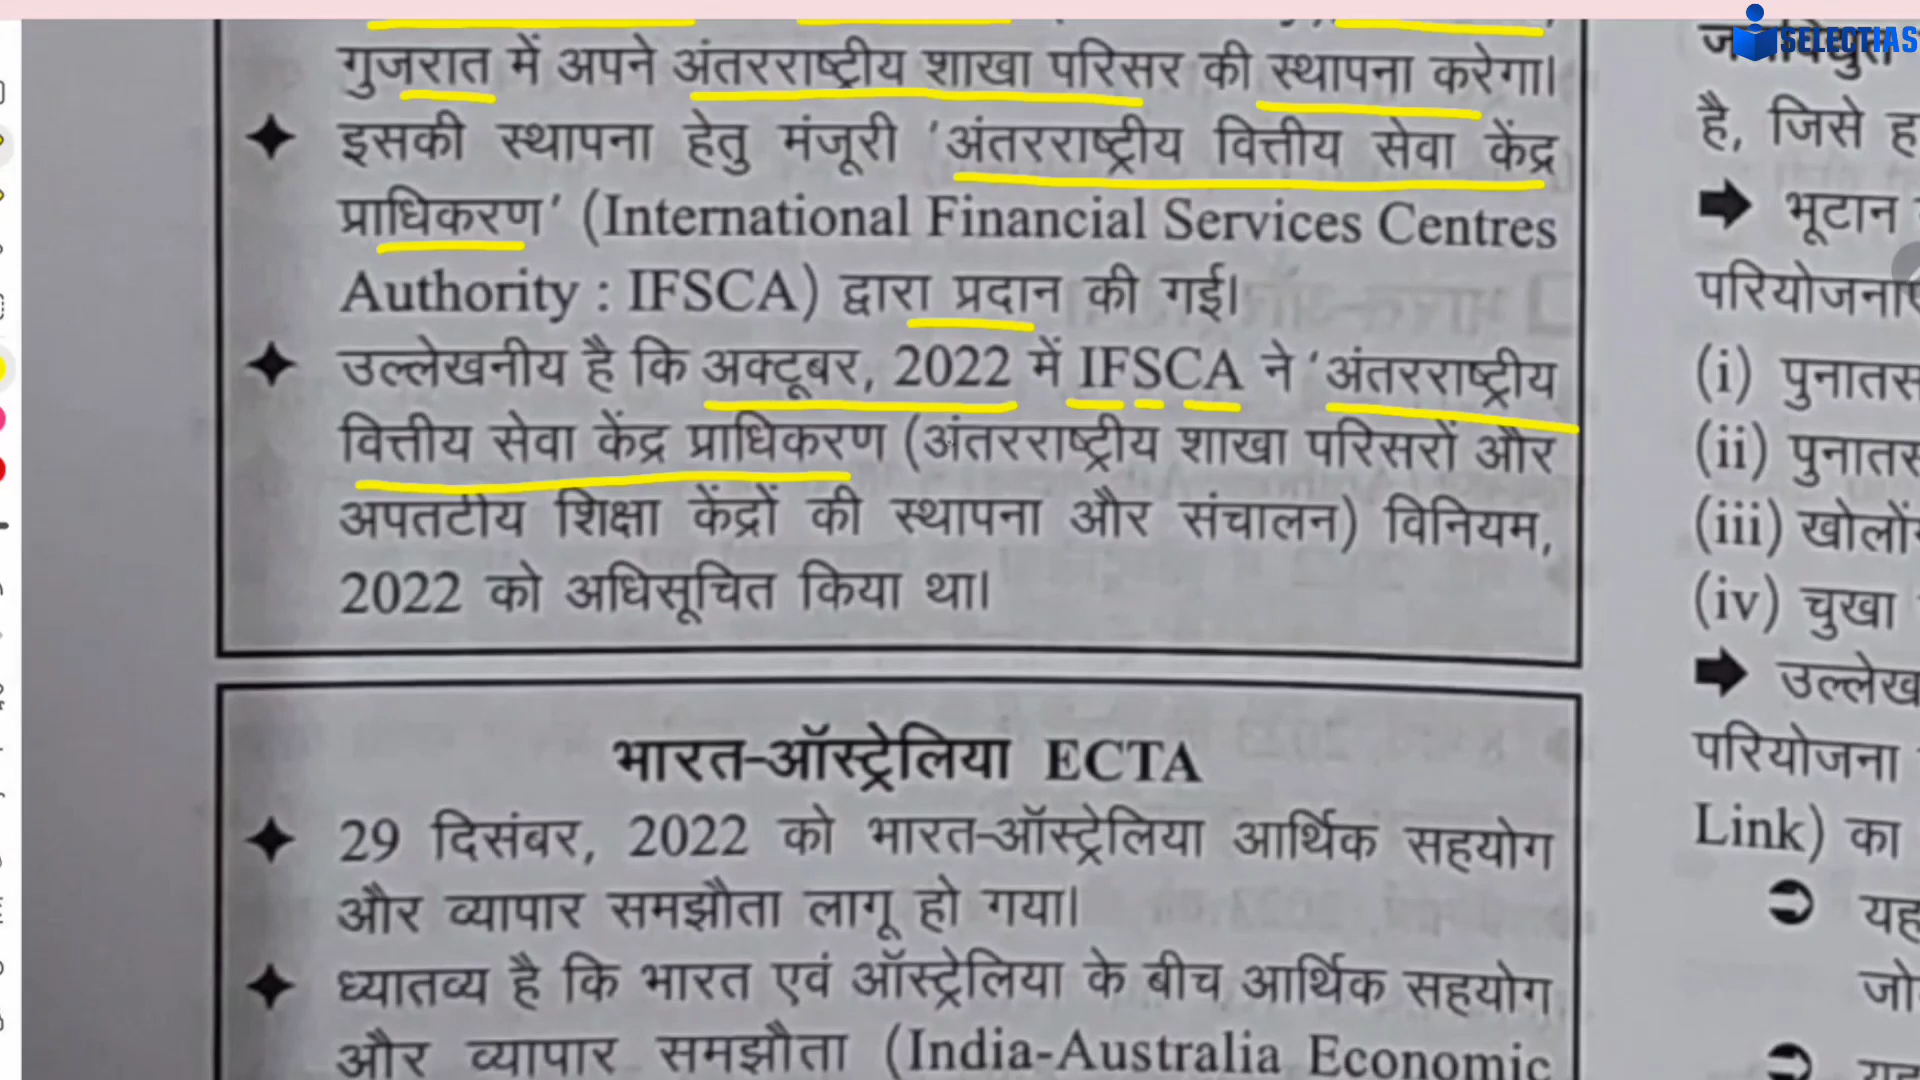 SELECTIAS
गुजरात में अपने अंतरराष्ट्रीय शाखा परिसर की स्थापना करेगा।
✦ इसकी स्थापना हेतु मंजूरी 'अंतरराष्ट्रीय वित्तीय सेवा केंद्र
प्राधिकरण' (International Financial Services Centres
Authority : IFSCA) द्वारा प्रदान की गई।
✦ उल्लेखनीय है कि अक्टूबर, 2022 में IFSCA ने 'अंतरराष्ट्रीय
वित्तीय सेवा केंद्र प्राधिकरण (अंतरराष्ट्रीय शाखा परिसरों और
अपतटीय शिक्षा केंद्रों की स्थापना और संचालन) विनियम,
2022 को अधिसूचित किया था।
भारत-ऑस्ट्रेलिया ECTA
✦ 29 दिसंबर, 2022 को भारत-ऑस्ट्रेलिया आर्थिक सहयोग
और व्यापार समझौता लागू हो गया।
✦ ध्यातव्य है कि भारत एवं ऑस्ट्रेलिया के बीच आर्थिक सहयोग
और व्यापार समझौता (India-Australia Economic
है, जिसे ह
➡ भूटान
परियोजनाए
(i) पुनातस
(ii) पुनातस
(iii) खोलों
(iv) चुखा
➡ उल्लेख
परियोजना
Link) का
यह
जो